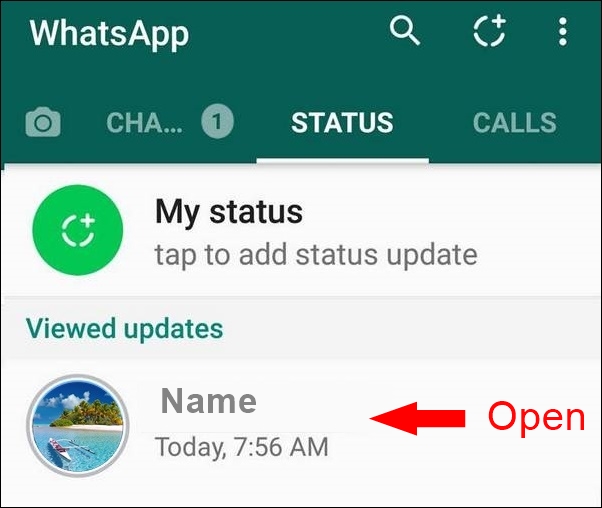 WhatsApp
CHA... 1 STATUS CALLS
My status
tap to add status update
Viewed updates
Name
Open
Today, 7:56 AM